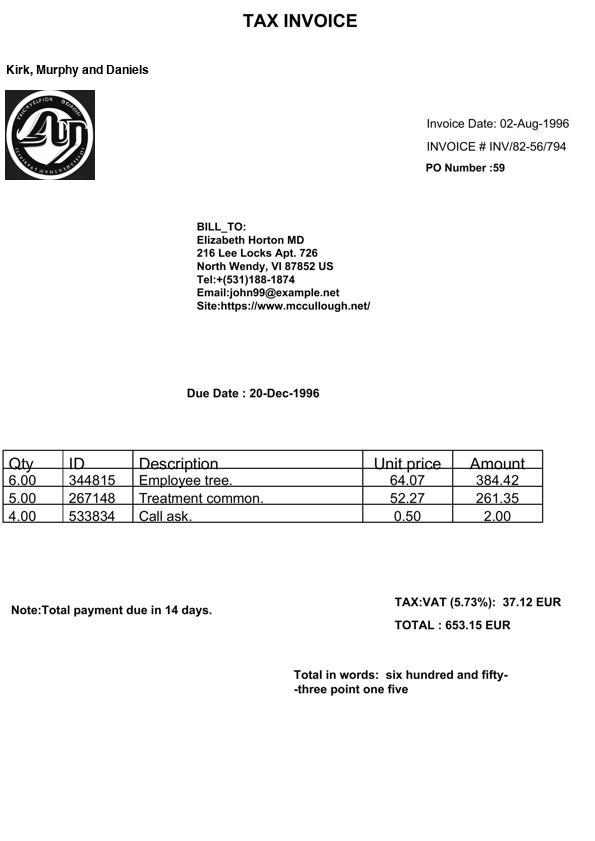 TAX INVOICE
Kirk, Murphy and Daniels
Invoice Date: 02-Aug-1996
INVOICE # INV/82-56/794
PO Number :59
BILL_TO:
Elizabeth Horton MD
216 Lee Locks Apt. 726
North Wendy, VI 87852 US
Tel:+(531)188-1874
Email:john99@example.net
Site:https://www.mccullough.net/
Due Date : 20-Dec-1996
Qty ID Description Unit price Amount
6.00 344815 Employee tree. 64.07 384.42
5.00 267148 Treatment common. 52.27 261.35
4.00 533834 Call ask. 0.50 2.00
TAX:VAT (5.73%): 37.12 EUR
Note:Total payment due in 14 days.
TOTAL : 653.15 EUR
Total in words: six hundred and fifty-
-three point one five